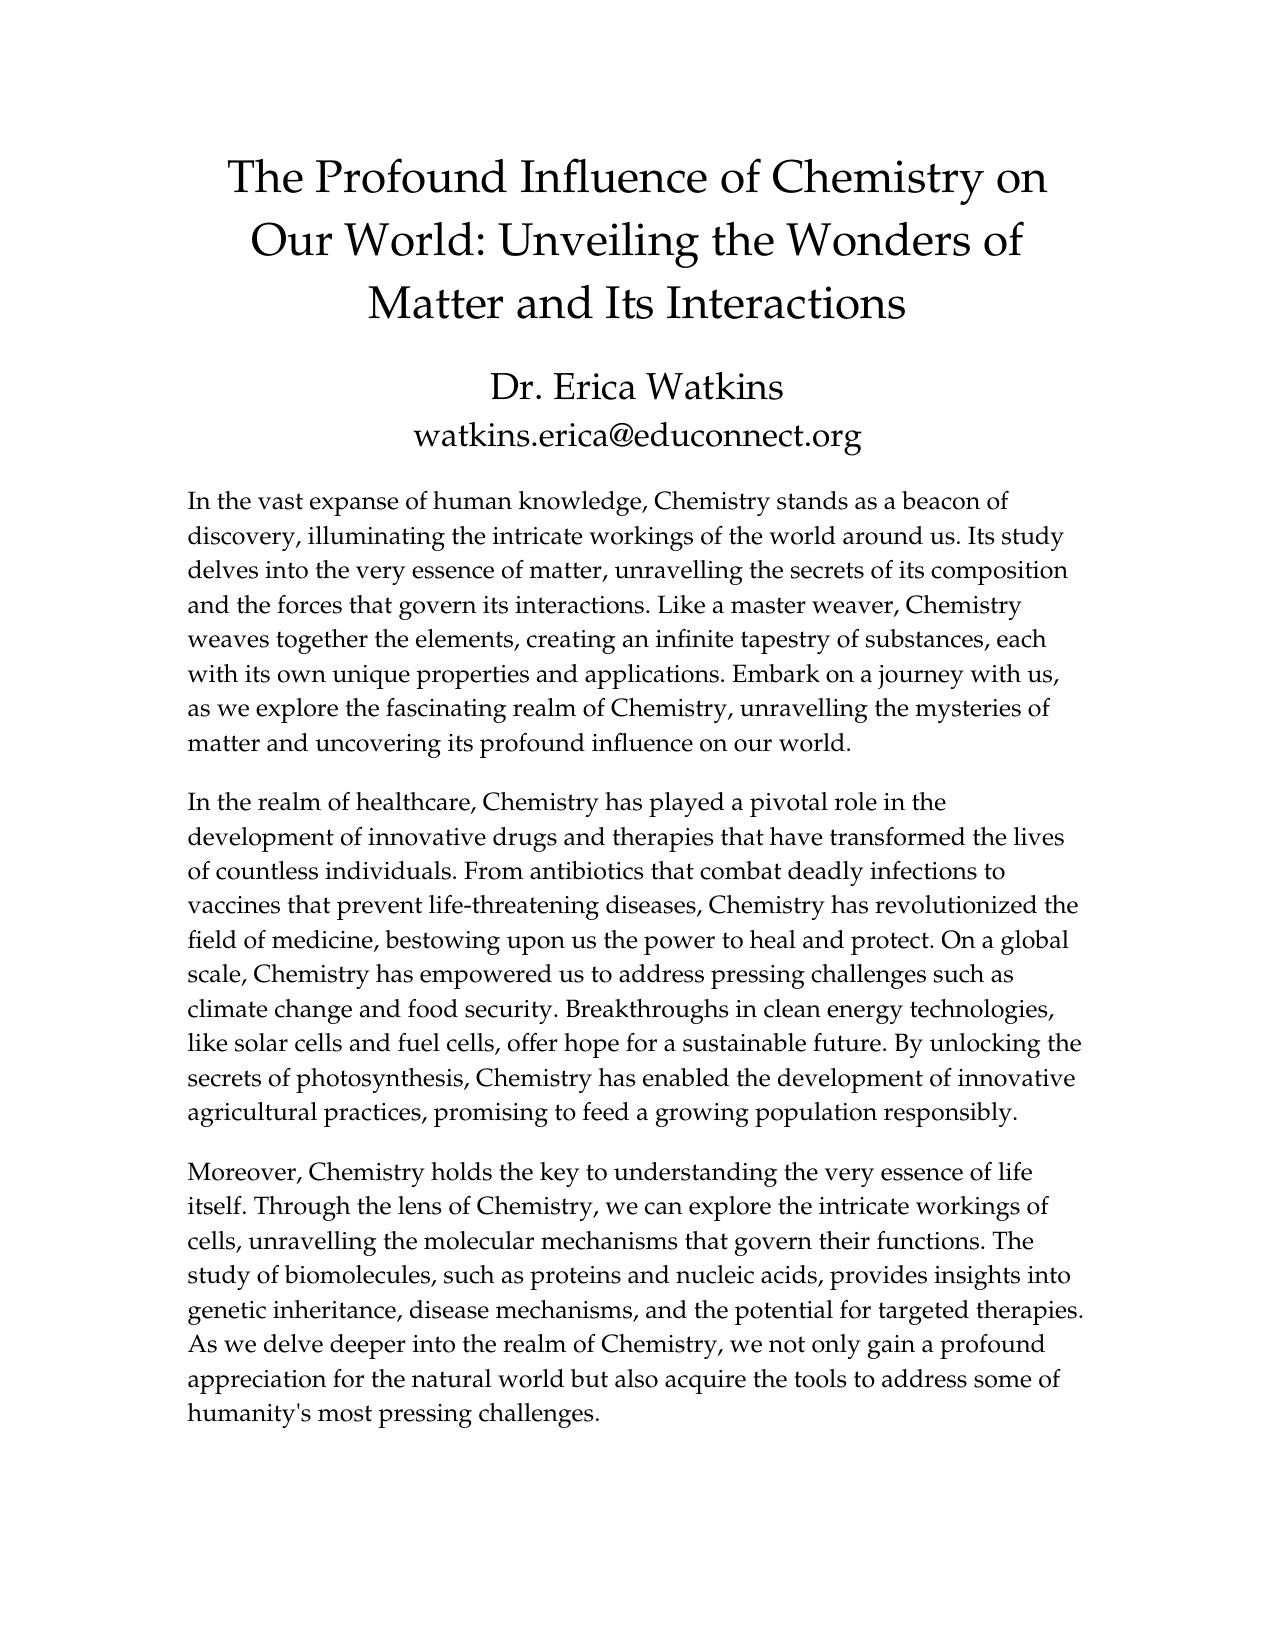 The Profound Influence of Chemistry on
Our World: Unveiling the Wonders of
Matter and Its Interactions
Dr. Erica Watkins
watkins.erica@educonnect.org
In the vast expanse of human knowledge, Chemistry stands as a beacon of
discovery, illuminating the intricate workings of the world around us. Its study
delves into the very essence of matter, unravelling the secrets of its composition
and the forces that govern its interactions. Like a master weaver, Chemistry
weaves together the elements, creating an infinite tapestry of substances, each
with its own unique properties and applications. Embark on a journey with us,
as we explore the fascinating realm of Chemistry, unravelling the mysteries of
matter and uncovering its profound influence on our world.
In the realm of healthcare, Chemistry has played a pivotal role in the
development of innovative drugs and therapies that have transformed the lives
of countless individuals. From antibiotics that combat deadly infections to
vaccines that prevent life-threatening diseases, Chemistry has revolutionized the
field of medicine, bestowing upon us the power to heal and protect. On a global
scale, Chemistry has empowered us to address pressing challenges such as
climate change and food security. Breakthroughs in clean energy technologies,
like solar cells and fuel cells, offer hope for a sustainable future. By unlocking the
secrets of photosynthesis, Chemistry has enabled the development of innovative
agricultural practices, promising to feed a growing population responsibly.
Moreover, Chemistry holds the key to understanding the very essence of life
itself. Through the lens of Chemistry, we can explore the intricate workings of
cells, unravelling the molecular mechanisms that govern their functions. The
study of biomolecules, such as proteins and nucleic acids, provides insights into
genetic inheritance, disease mechanisms, and the potential for targeted therapies.
As we delve deeper into the realm of Chemistry, we not only gain a profound
appreciation for the natural world but also acquire the tools to address some of
humanity's most pressing challenges.